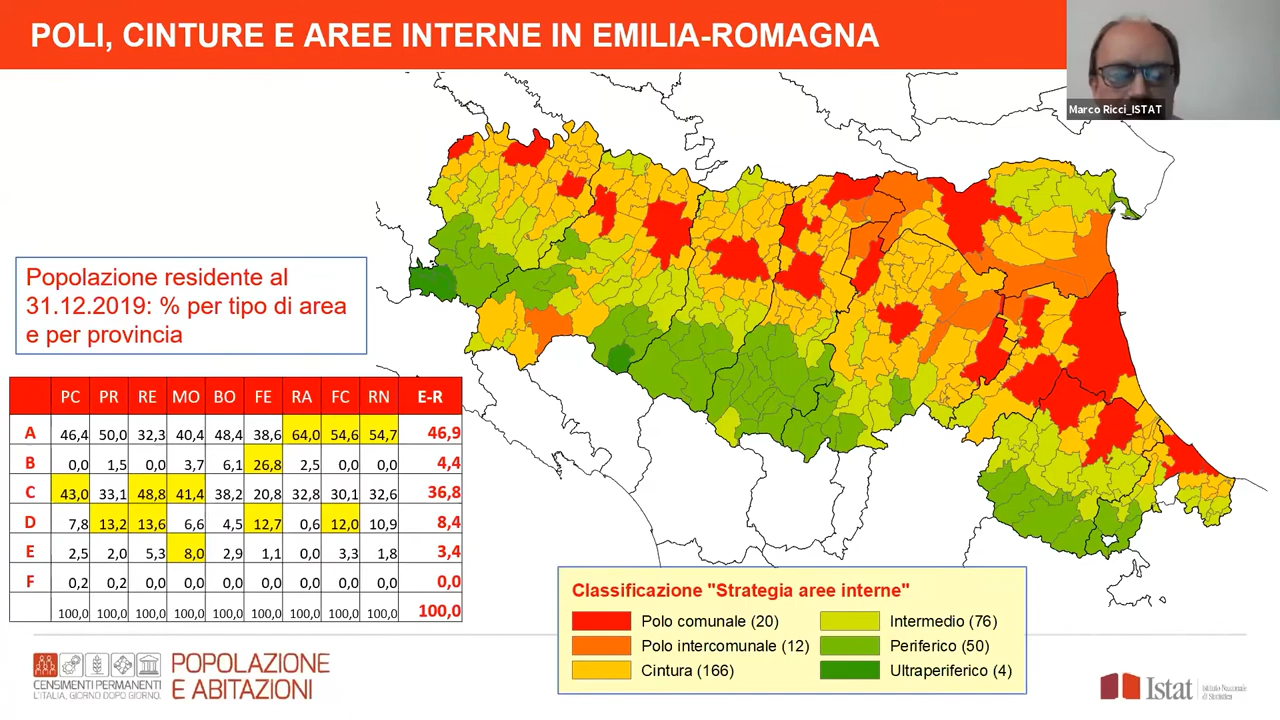 POLI, CINTURE E AREE INTERNE IN EMILIA-ROMAGNA
Marco Ricci_ISTAT
Popolazione residente al
31.12.2019: % per tipo di area
e per provincia
PC PR RE MO BO FE RA FC RN E-R
A 46,4 50,0 32,3 40,4 48,4 38,6 64,0 54,6 54,7 46,9
B 0,0 1,5 0,0 3,7 6,1 26,8 2,5 0,0 0,0 4,4
C 43,0 33,1 48,8 41,4 38,2 20,8 32,8 30,1 32,6 36,8
D 7,8 13,2 13,6 6,6 4,5 12,7 0,6 12,0 10,9 8,4
E 2,5 2,0 5,3 8,0 2,9 1,1 0,0 3,3 1,8 3,4
F 0,2 0,2 0,0 0,0 0,0 0,0 0,0 0,0 0,0 0,0
100,0 100,0 100,0 100,0 100,0 100,0 100,0 100,0 100,0 100,0
Classificazione "Strategia aree interne"
Polo comunale (20) Intermedio (76)
Polo intercomunale (12) Periferico (50)
Cintura (166) Ultraperiferico (4)
POPOLAZIONE
E ABITAZIONI
CENSIMENTI PERMANENTI
L'ITALIA, GIORNO DOPO GIORNO.
Istat
Istituto Nazionale
di Statistica